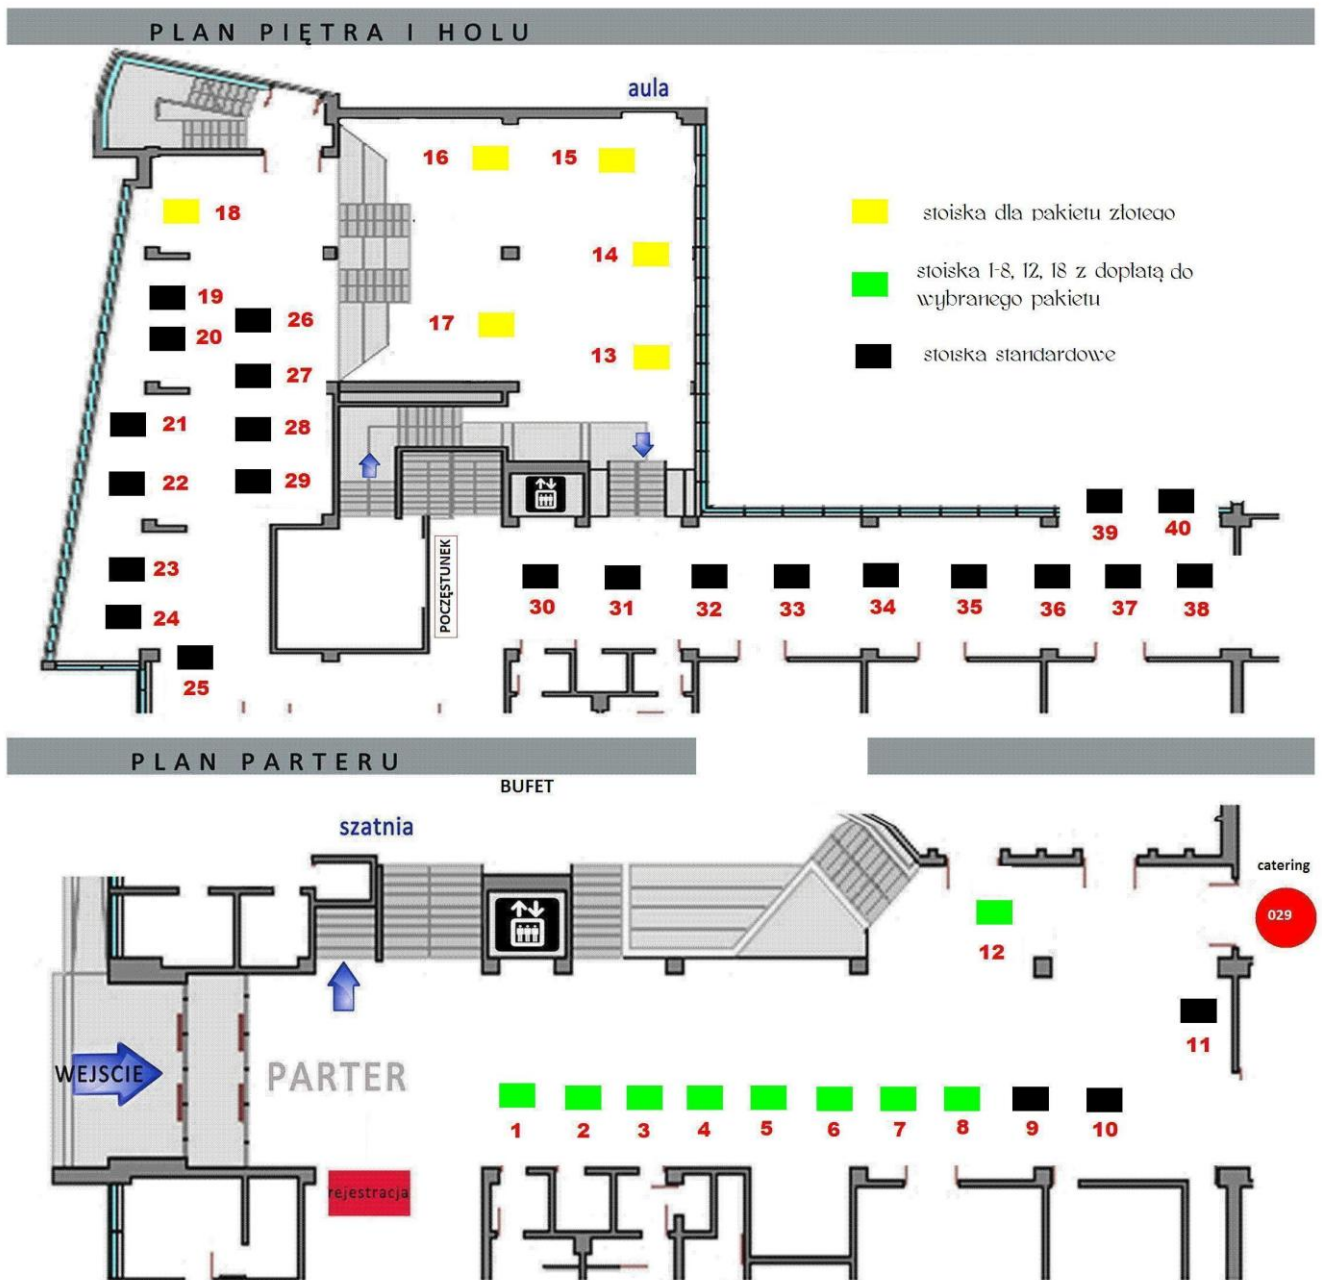 PLAN PIĘTRA I HOLU
aula
16
15
18
14
17
13
stoiska dla pakietu złotego
stoiska 1-8, 12, 18 z dopłatą do
wybranego pakietu
stoiska standardowe
19
20
26
27
21
28
22
29
23
24
25
POCZĘSTUNEK
39
40
30
31
32
33
34
35
36
37
38
PLAN PARTERU
BUFET
szatnia
catering
029
12
11
WEJSCIE
PARTER
1
2
3
4
5
6
7
8
9
10
rejestracja